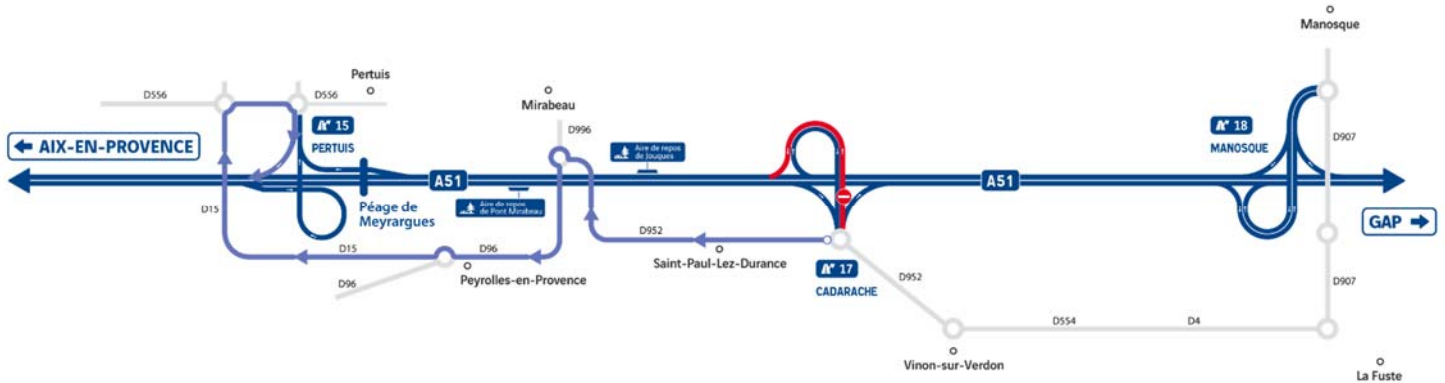 Manosque
D556
D556
Pertuis
Mirabeau
D996
15
PERTUIS
18
MANOSQUE
D907
AIX-EN-PROVENCE
Aire de repos
de Jouques
A51
A51
D15
Péage de
Meyrargues
Aire de repos
de Pont Mirabeau
GAP
D952
D15
D96
Saint-Paul-Lez-Durance
17
CADARACHE
D952
D907
D96
Peyrolles-en-Provence
D554
D4
Vinon-sur-Verdon
La Fuste